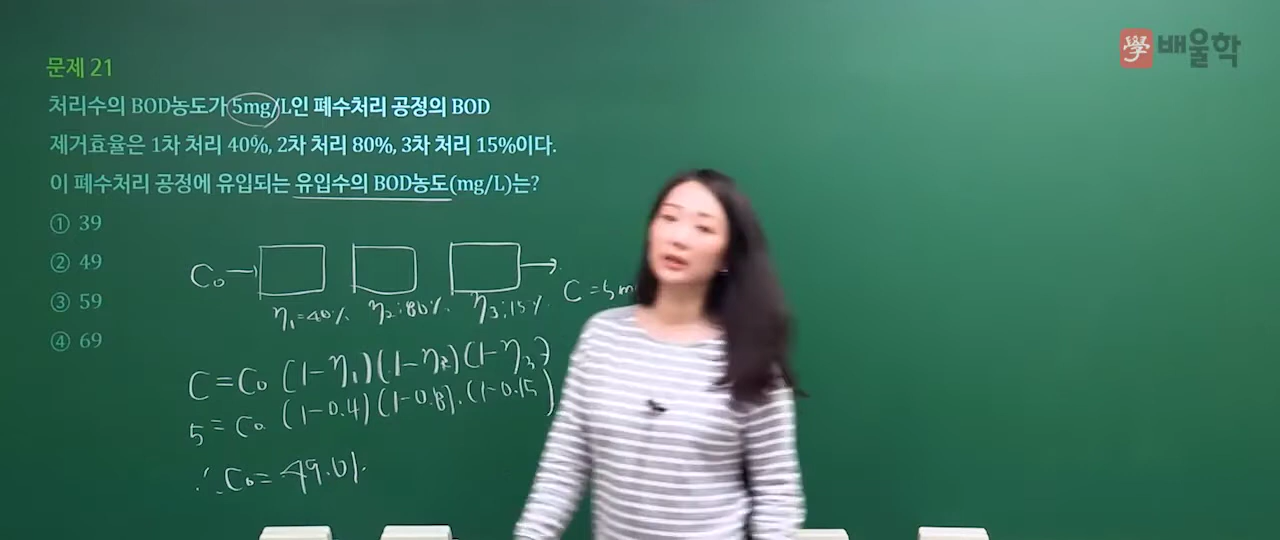 學 배울학
문제 21
처리수의 BOD농도가 5mg/L인 폐수처리 공정의 BOD
제거효율은 1차 처리 40%, 2차 처리 80%, 3차 처리 15%이다.
이 폐수처리 공정에 유입되는 유입수의 BOD농도(mg/L)는?
① 39
② 49
③ 59
④ 69
C₀ → → C = 5m
η₁=40% η₂:80% η₃:15%
C = C₀ (1-η₁)(1-η₂)(1-η₃)
5 = C₀ (1-0.4)(1-0.8).(1-0.15)
∴ C₀ = 49.01